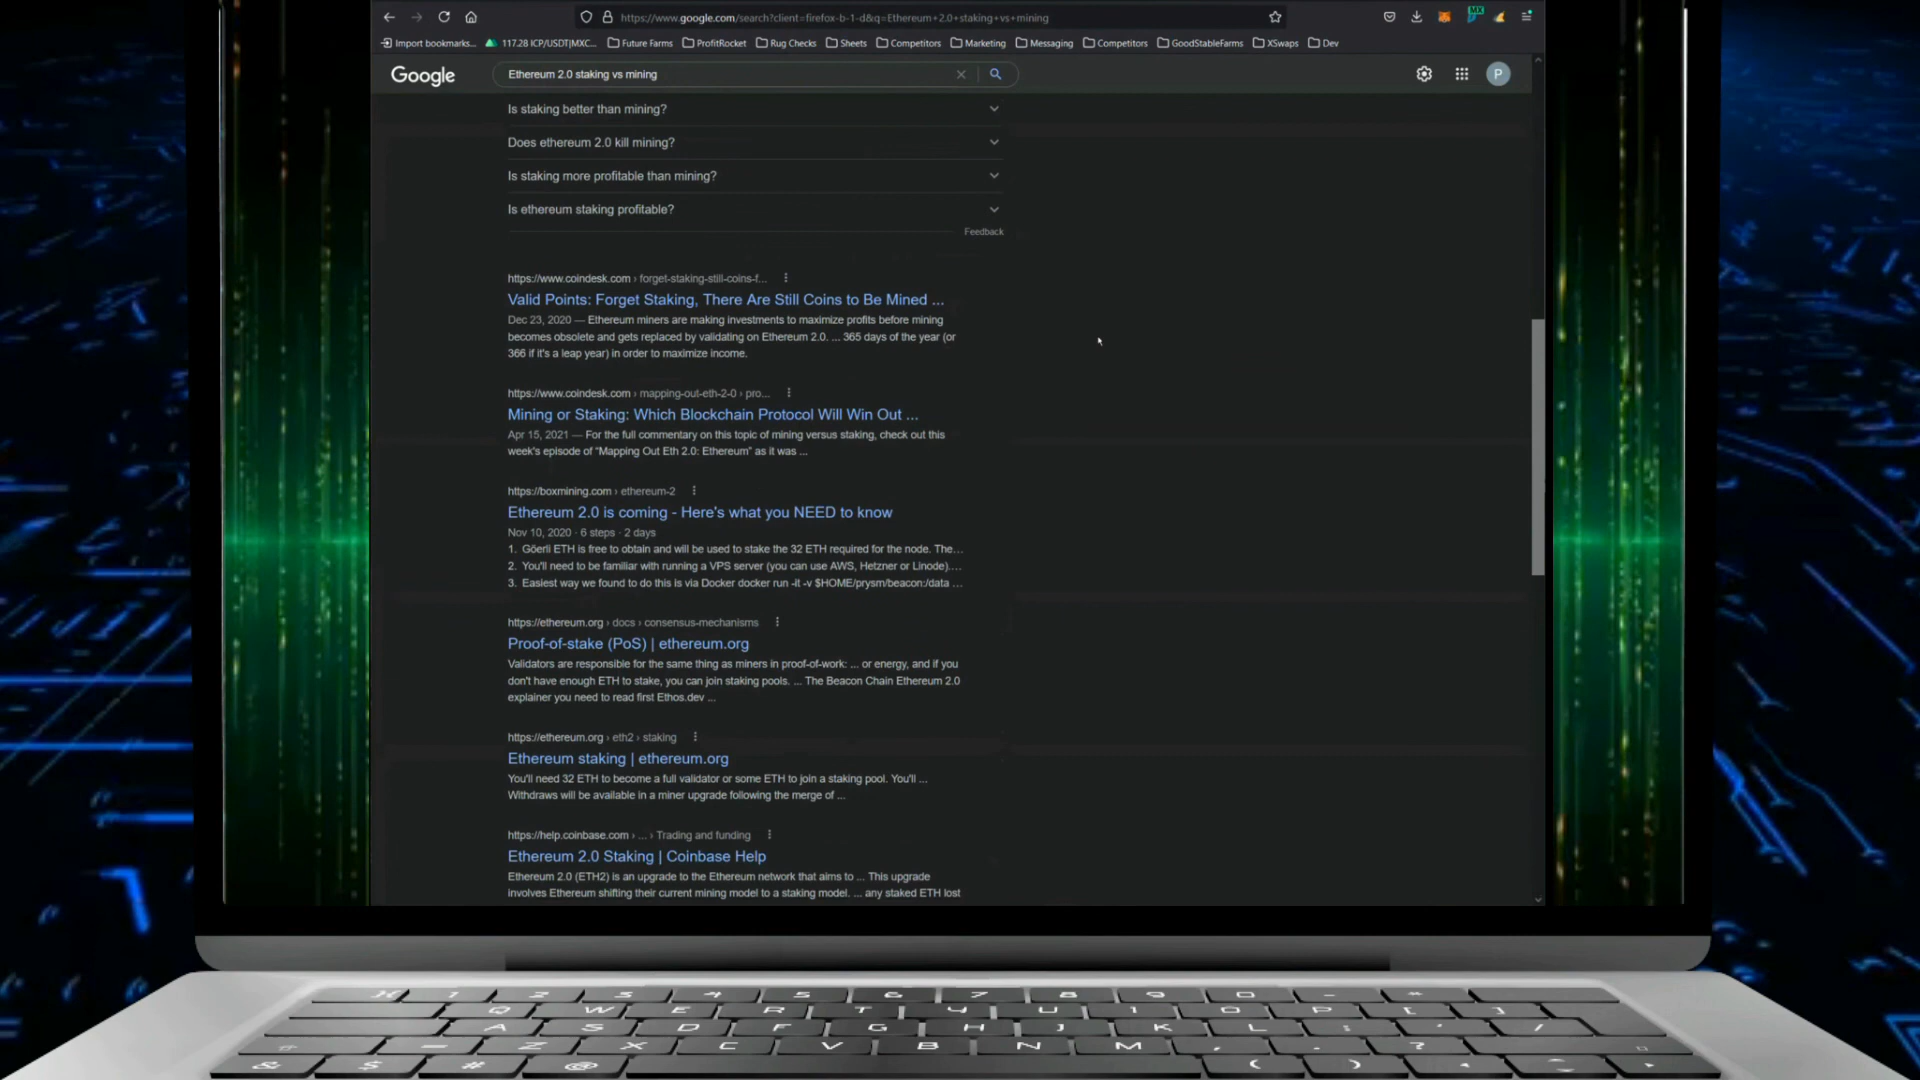 https://www.google.com/search?client=firefox-b-1-d&q=Ethereum+2.0+staking+vs+mining
MX
Import bookmarks... 117.28 ICP/USDT|MXC... Future Farms ProfitRocket Rug Checks Sheets Competitors Marketing Messaging Competitors GoodStableFarms XSwaps Dev
Google Ethereum 2.0 staking vs mining P
Is staking better than mining?
Does ethereum 2.0 kill mining?
Is staking more profitable than mining?
Is ethereum staking profitable?
Feedback
https://www.coindesk.com › forget-staking-still-coins-f...
Valid Points: Forget Staking, There Are Still Coins to Be Mined ...
Dec 23, 2020 — Ethereum miners are making investments to maximize profits before mining
becomes obsolete and gets replaced by validating on Ethereum 2.0. ... 365 days of the year (or
366 if it's a leap year) in order to maximize income.
https://www.coindesk.com › mapping-out-eth-2-0 › pro...
Mining or Staking: Which Blockchain Protocol Will Win Out ...
Apr 15, 2021 — For the full commentary on this topic of mining versus staking, check out this
week's episode of "Mapping Out Eth 2.0: Ethereum" as it was ...
https://boxmining.com › ethereum-2
Ethereum 2.0 is coming - Here's what you NEED to know
Nov 10, 2020 · 6 steps · 2 days
1. Göerli ETH is free to obtain and will be used to stake the 32 ETH required for the node. The...
2. You'll need to be familiar with running a VPS server (you can use AWS, Hetzner or Linode)....
3. Easiest way we found to do this is via Docker docker run -it -v $HOME/prysm/beacon:/data ...
https://ethereum.org › docs › consensus-mechanisms
Proof-of-stake (PoS) | ethereum.org
Validators are responsible for the same thing as miners in proof-of-work: ... or energy, and if you
don't have enough ETH to stake, you can join staking pools. ... The Beacon Chain Ethereum 2.0
explainer you need to read first Ethos.dev ...
https://ethereum.org › eth2 › staking
Ethereum staking | ethereum.org
You'll need 32 ETH to become a full validator or some ETH to join a staking pool. You'll ...
Withdraws will be available in a miner upgrade following the merge of ...
https://help.coinbase.com › ... › Trading and funding
Ethereum 2.0 Staking | Coinbase Help
Ethereum 2.0 (ETH2) is an upgrade to the Ethereum network that aims to ... This upgrade
involves Ethereum shifting their current mining model to a staking model. ... any staked ETH lost
1 2 3 4 5 6 7 8 9 0 - *
Q W E R T Y U I O P [ ]
A S D F G H J K L : ' /
Z X C V B N M , . ?
& $ # @ ( )